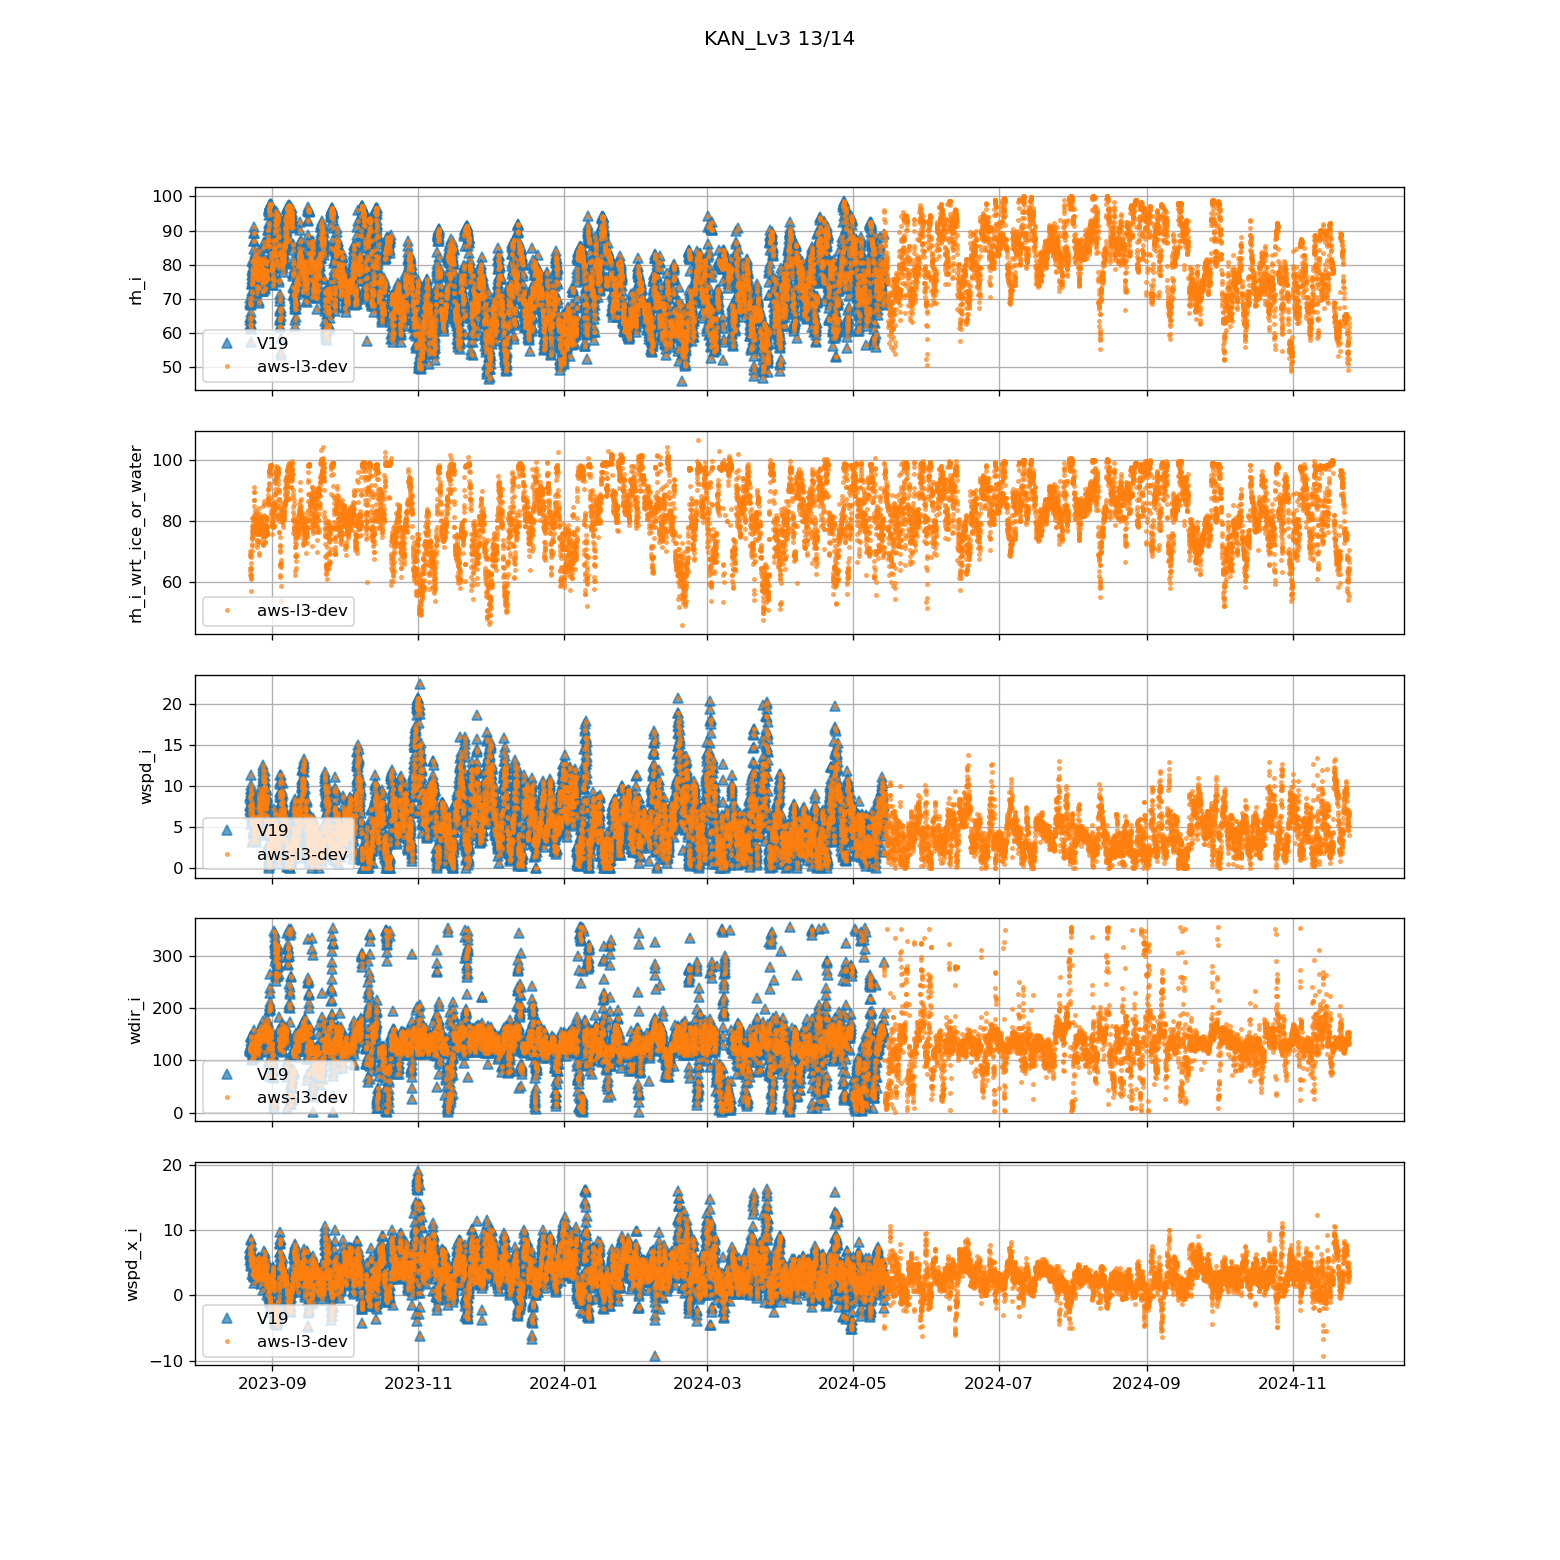 KAN_Lv3 13/14
100
90
80
70
60
50
rh_i
V19
aws-l3-dev
100
80
60
rh_i_wrt_ice_or_water
aws-l3-dev
20
15
10
5
0
wspd_i
V19
aws-l3-dev
300
200
100
0
wdir_i
V19
aws-l3-dev
20
10
0
−10
wspd_x_i
V19
aws-l3-dev
2023-09 2023-11 2024-01 2024-03 2024-05 2024-07 2024-09 2024-11